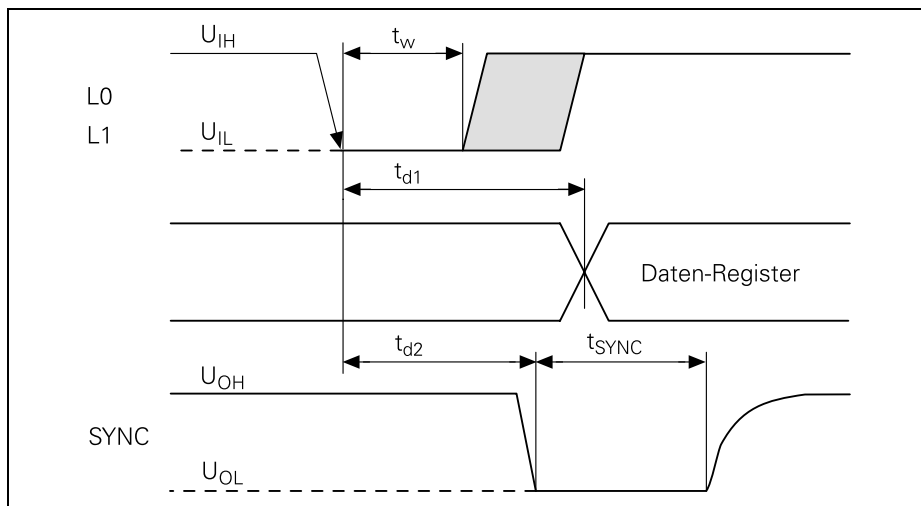 U_IH
t_w
L0
L1
U_IL
t_d1
Daten-Register
t_d2
t_SYNC
U_OH
SYNC
U_OL